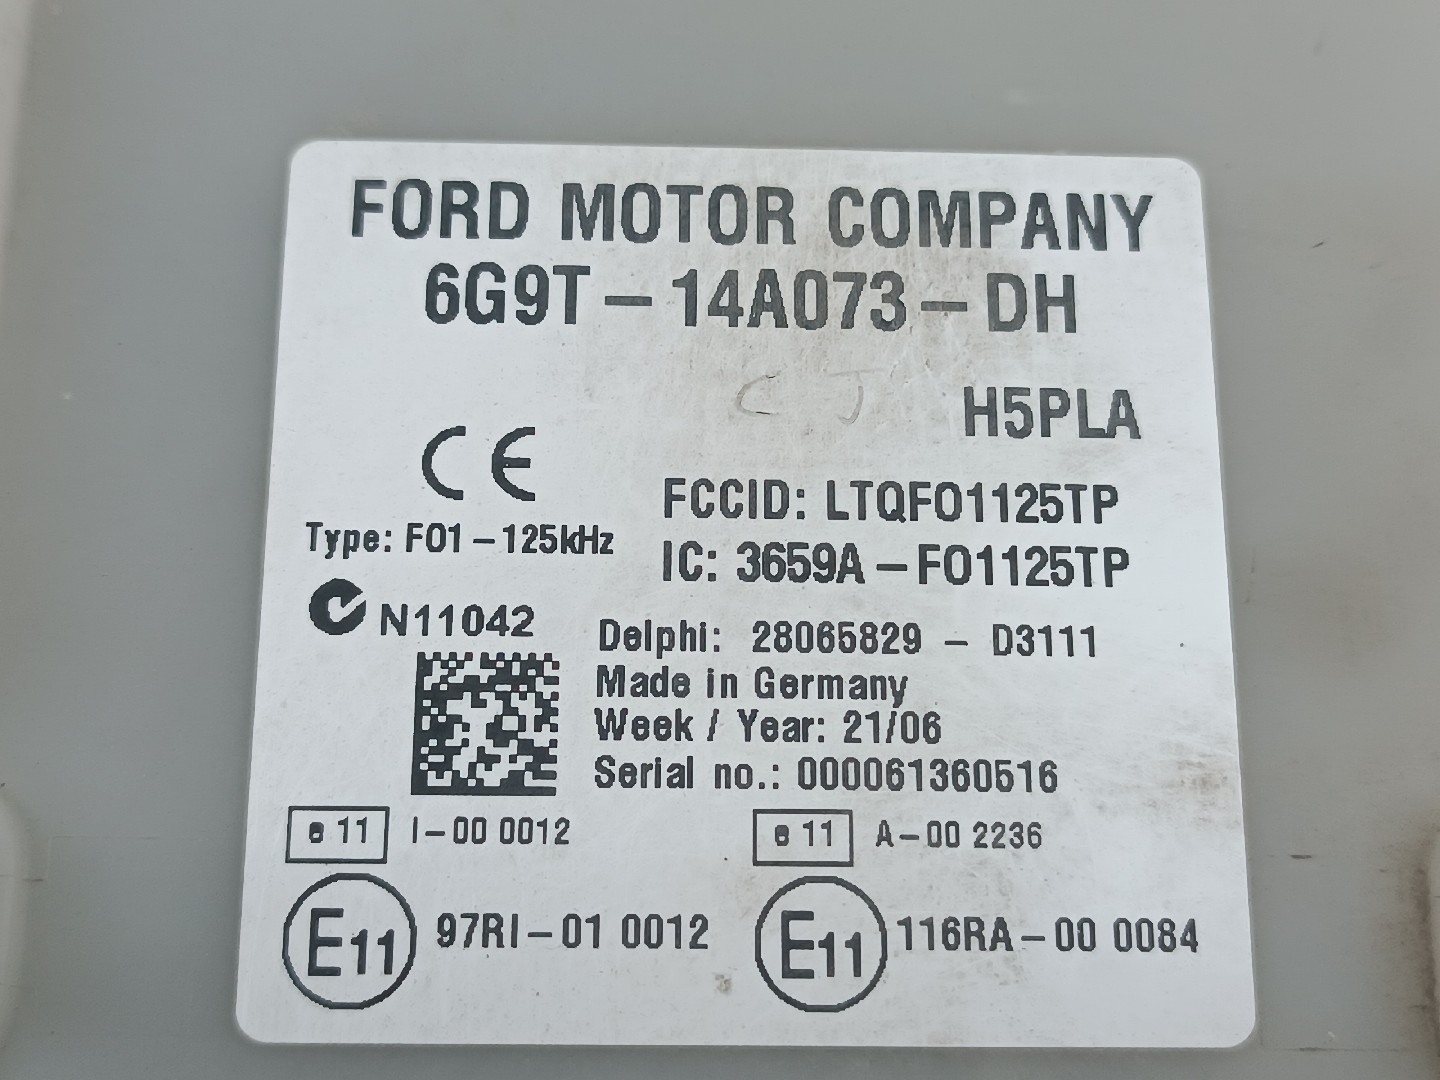 FORD MOTOR COMPANY
6G9T-14A073-DH
C J
H5PLA
CE
FCCID: LTQFO1125TP
Type: FO1-125kHz
IC: 3659A-FO1125TP
N11042
Delphi: 28065829 - D3111
Made in Germany
Week / Year: 21/06
Serial no.: 000061360516
e 11 I-00 0012
e 11 A-00 2236
E11 97RI-01 0012
E11 116RA-00 0084